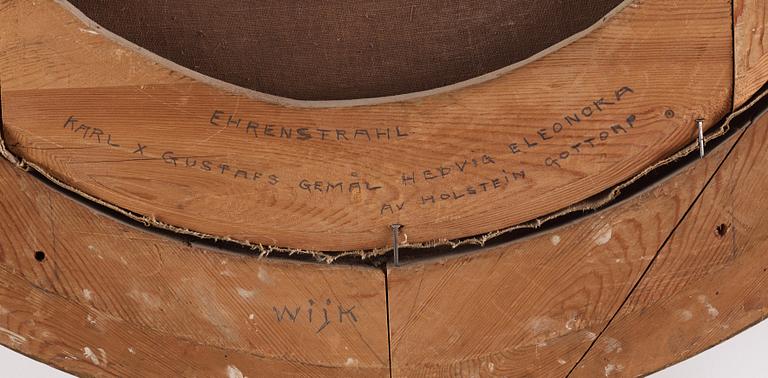 EHRENSTRAHL
KARL X GUSTAFS GEMÅL HEDVIG ELEONORA
AV HOLSTEIN GOTTORP
Wijk